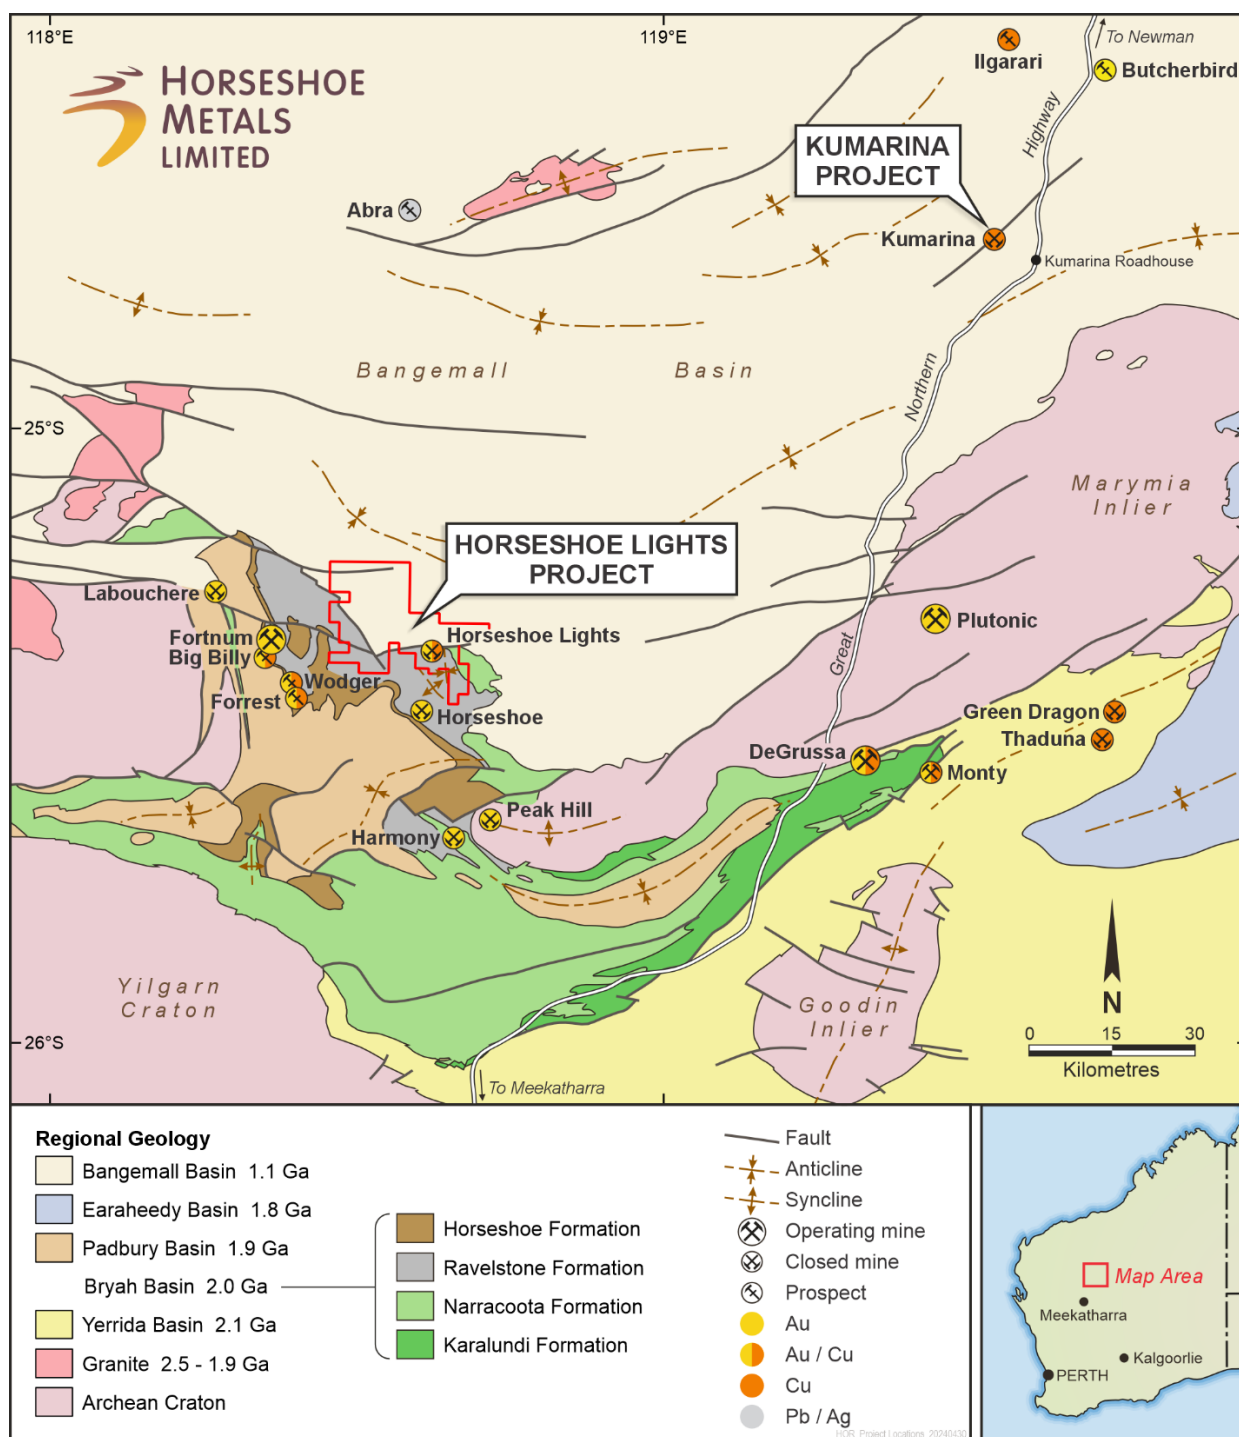 118°E
119°E
To Newman
HORSESHOE
METALS
LIMITED
Ilgarari
Butcherbird
Highway
KUMARINA
PROJECT
Abra
Kumarina
Kumarina Roadhouse
Bangemall Basin
Northern
25°S
Marymia
Inlier
HORSESHOE LIGHTS
PROJECT
Labouchere
Fortnum
Big Billy
Horseshoe Lights
Plutonic
Great
Wodger
Forrest
Horseshoe
Green Dragon
Thaduna
DeGrussa
Monty
Peak Hill
Harmony
Yilgarn
Craton
Goodin
Inlier
N
26°S
0 15 30
Kilometres
To Meekatharra
Regional Geology
Bangemall Basin 1.1 Ga
Earaheedy Basin 1.8 Ga
Padbury Basin 1.9 Ga
Bryah Basin 2.0 Ga
Yerrida Basin 2.1 Ga
Granite 2.5 - 1.9 Ga
Archean Craton
Horseshoe Formation
Ravelstone Formation
Narracoota Formation
Karalundi Formation
Fault
Anticline
Syncline
Operating mine
Closed mine
Prospect
Au
Au / Cu
Cu
Pb / Ag
HOR_Project Locations_20240430
Map Area
Meekatharra
Kalgoorlie
PERTH